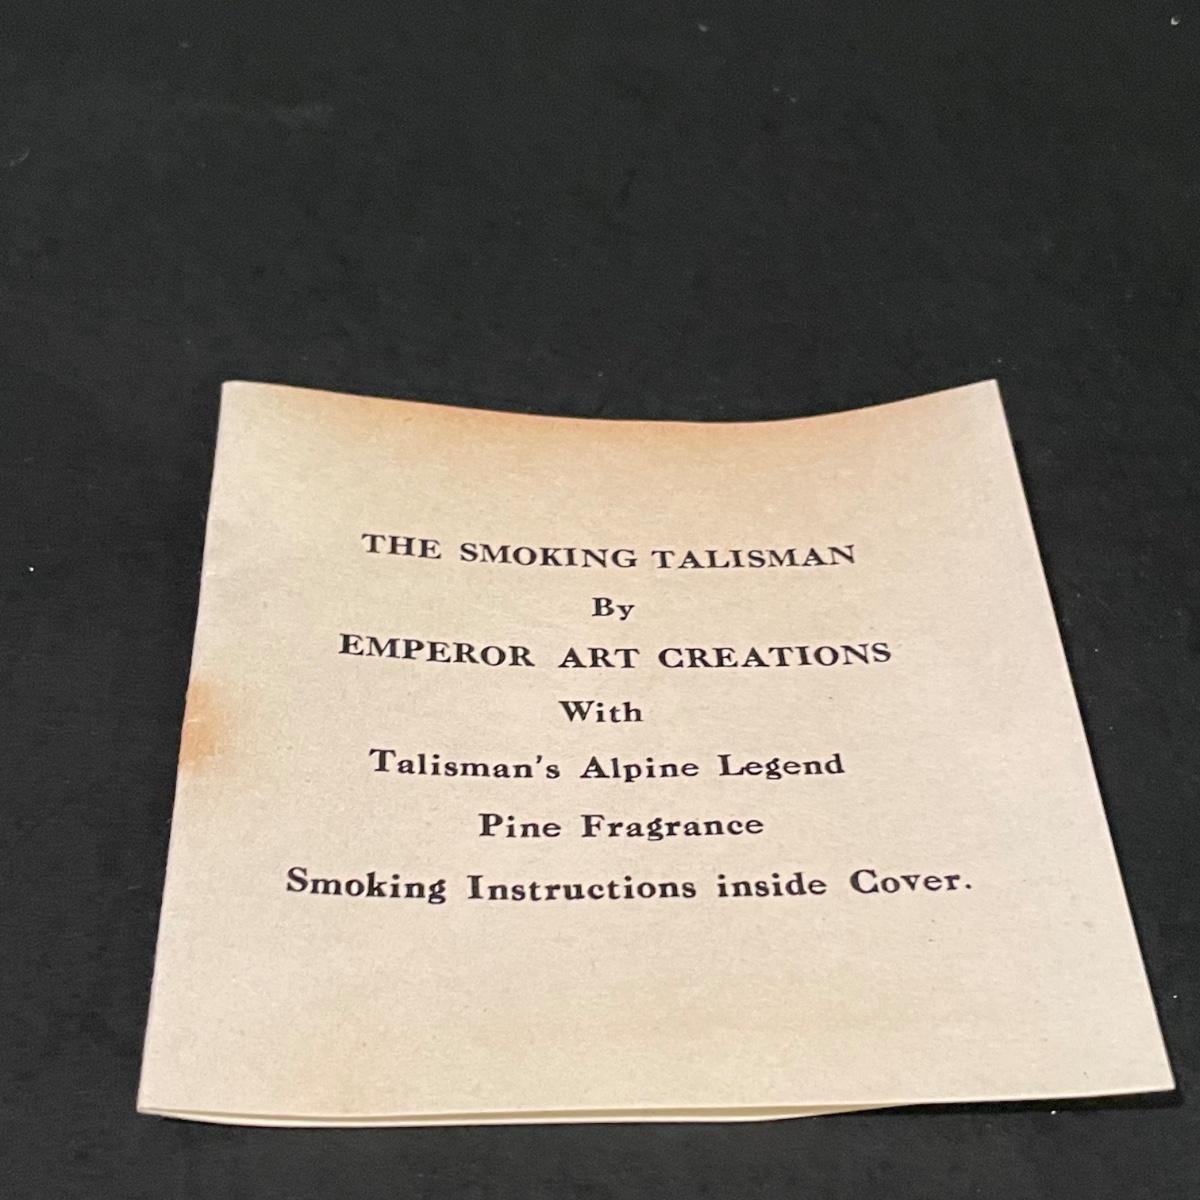 THE SMOKING TALISMAN
By
EMPEROR ART CREATIONS
With
Talisman's Alpine Legend
Pine Fragrance
Smoking Instructions inside Cover.